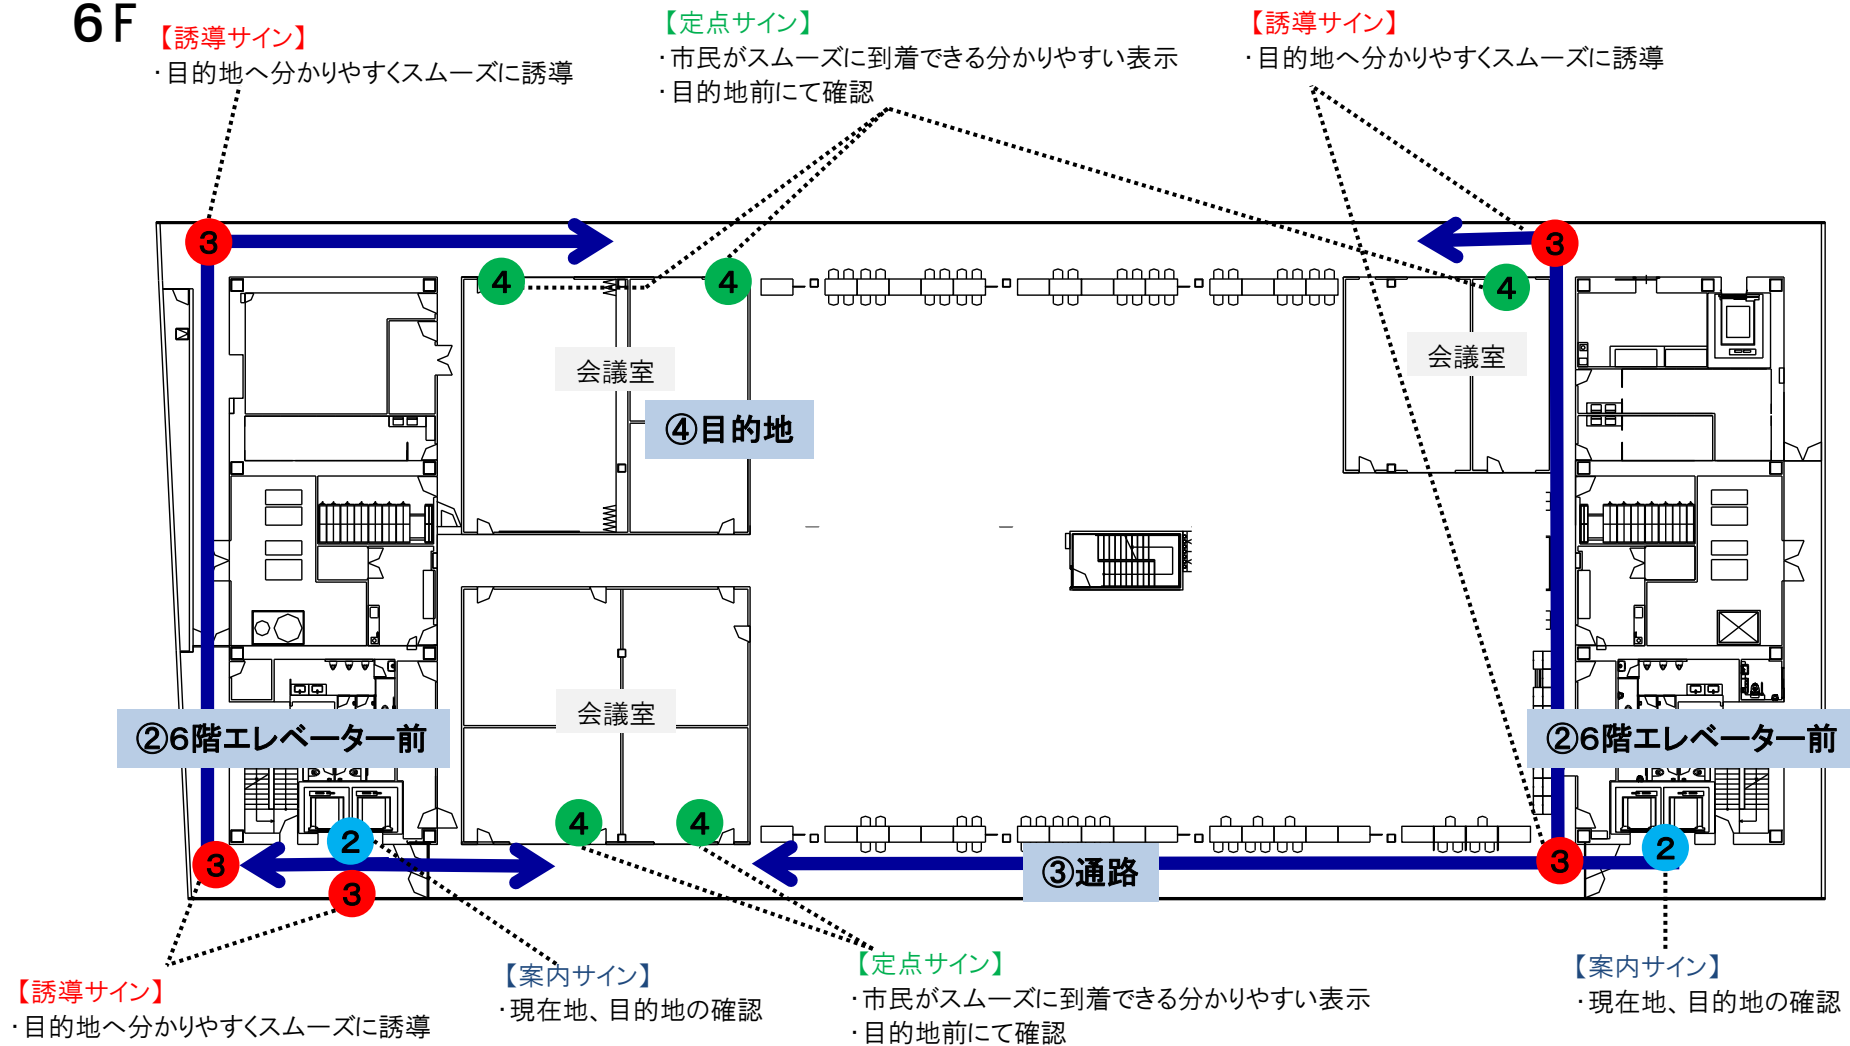 6F
【誘導サイン】
・目的地へ分かりやすくスムーズに誘導
【定点サイン】
・市民がスムーズに到着できる分かりやすい表示
・目的地前にて確認
【誘導サイン】
・目的地へ分かりやすくスムーズに誘導
3
3
4
4
4
会議室
会議室
④目的地
会議室
②6階エレベーター前
②6階エレベーター前
4
4
2
2
3
3
3
③通路
【誘導サイン】
・目的地へ分かりやすくスムーズに誘導
【案内サイン】
・現在地、目的地の確認
【定点サイン】
・市民がスムーズに到着できる分かりやすい表示
・目的地前にて確認
【案内サイン】
・現在地、目的地の確認